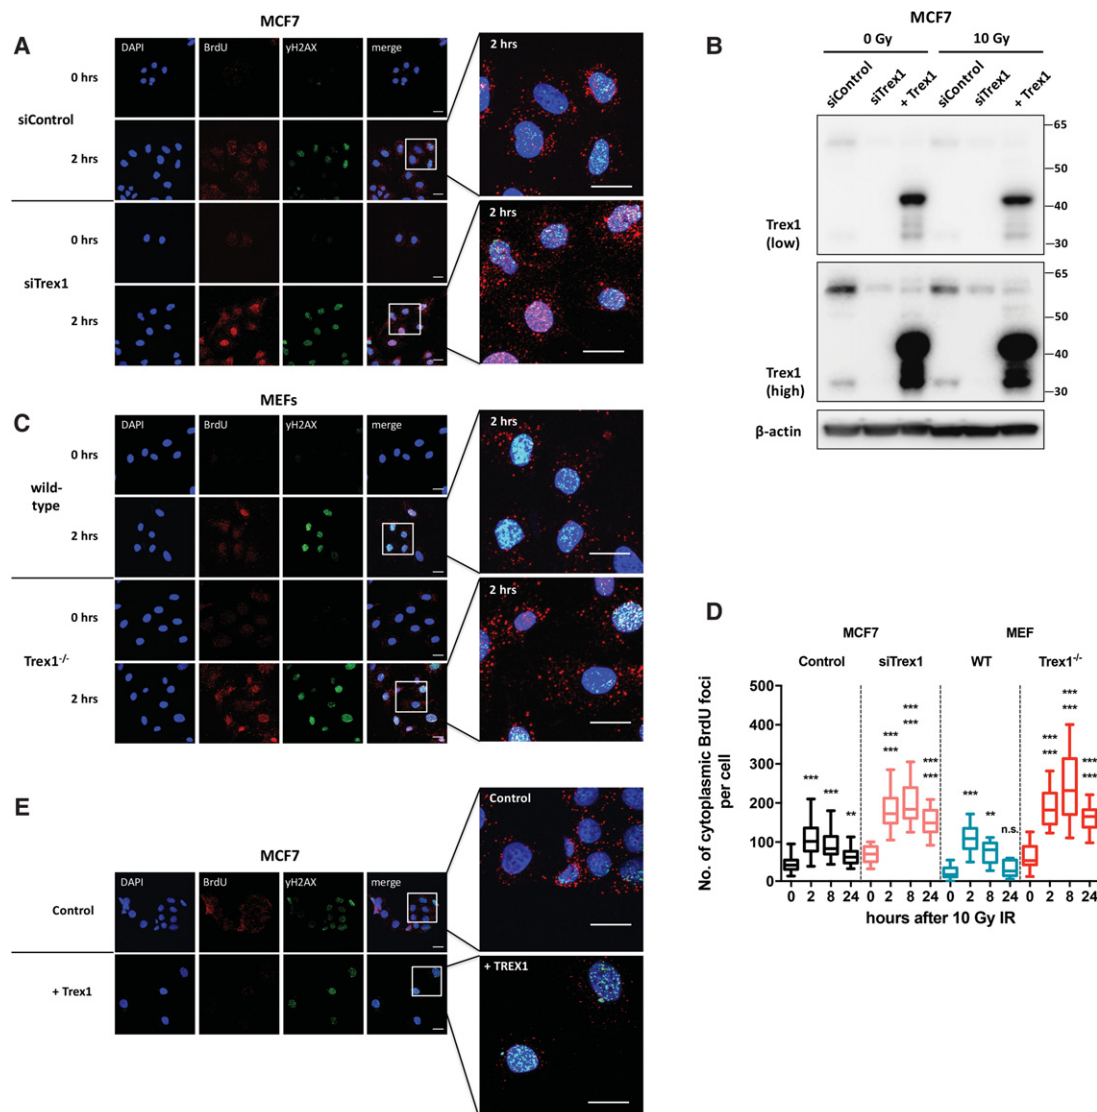 MCF7
A
DAPI BrdU yH2AX merge
2 hrs
0 hrs
siControl
2 hrs
0 hrs
2 hrs
siTrex1
2 hrs
MCF7
B
0 Gy 10 Gy
siControl siTrex1 + Trex1 siControl siTrex1 + Trex1
65
50
40
Trex1
(low)
30
65
50
40
Trex1
(high)
30
β-actin
MEFs
C
DAPI BrdU yH2AX merge
2 hrs
0 hrs
wild-
type
2 hrs
0 hrs
2 hrs
Trex1-/-
2 hrs
D
MCF7 MEF
Control siTrex1 WT Trex1-/-
500
400
300
200
100
0
No. of cytoplasmic BrdU foci
per cell
*** *** ** *** *** *** *** *** *** *** ** n.s. *** *** *** *** *** ***
0 2 8 24 0 2 8 24 0 2 8 24 0 2 8 24
hours after 10 Gy IR
E
MCF7
DAPI BrdU yH2AX merge
Control
Control
+ TREX1
+ Trex1